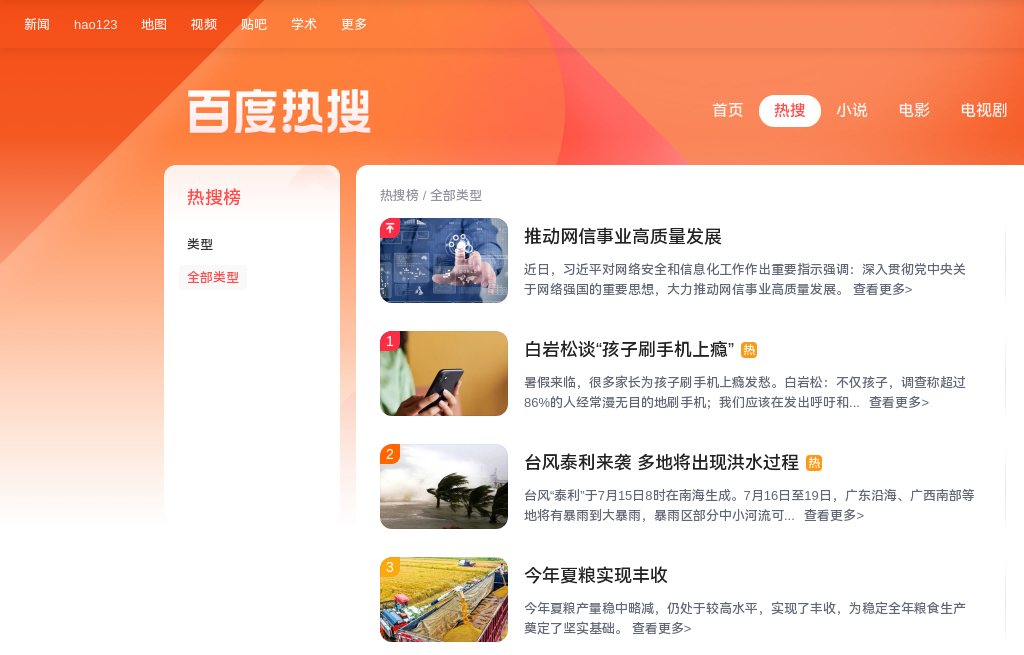 新闻 hao123 地图 视频 贴吧 学术 更多
百度热搜
首页 热搜 小说 电影 电视剧
热搜榜
类型
全部类型
热搜榜 / 全部类型
推动网信事业高质量发展
近日，习近平对网络安全和信息化工作作出重要指示强调：深入贯彻党中央关
于网络强国的重要思想，大力推动网信事业高质量发展。 查看更多>
1
白岩松谈“孩子刷手机上瘾” 热
暑假来临，很多家长为孩子刷手机上瘾发愁。白岩松：不仅孩子，调查称超过
86%的人经常漫无目的地刷手机；我们应该在发出呼吁和... 查看更多>
2
台风泰利来袭 多地将出现洪水过程 热
台风“泰利”于7月15日8时在南海生成。7月16日至19日，广东沿海、广西南部等
地将有暴雨到大暴雨，暴雨区部分中小河流可... 查看更多>
3
今年夏粮实现丰收
今年夏粮产量稳中略减，仍处于较高水平，实现了丰收，为稳定全年粮食生产
奠定了坚实基础。 查看更多>